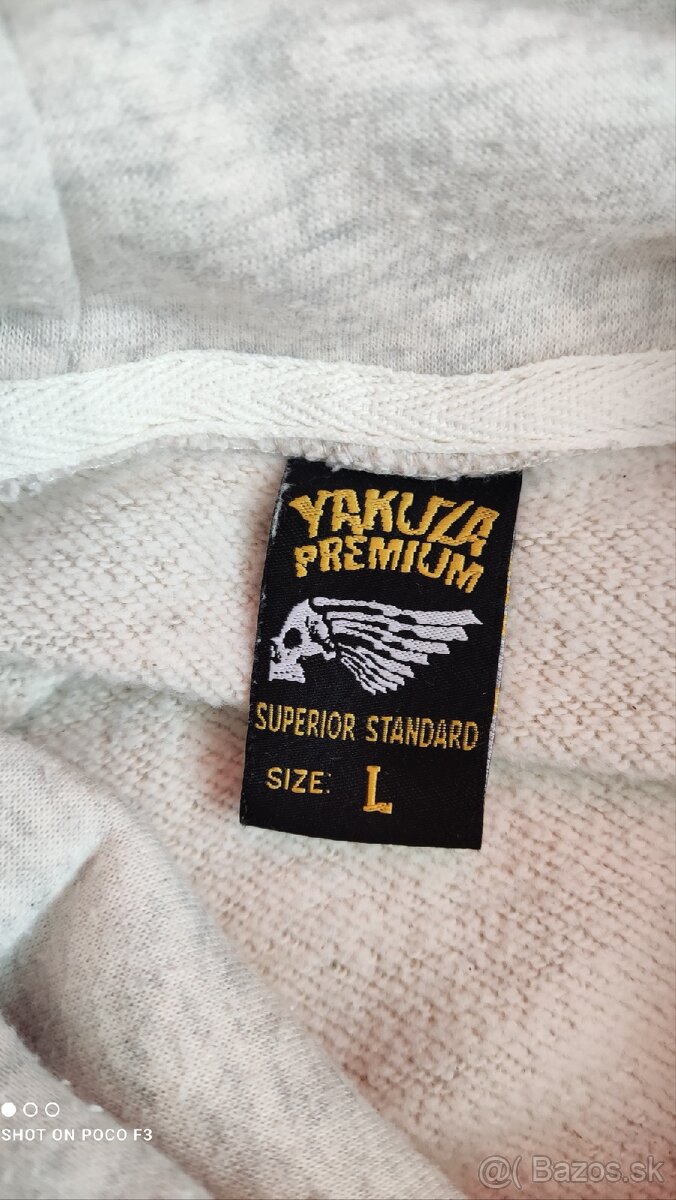 YAKUZA
PREMIUM
SUPERIOR STANDARD
SIZE: L
SHOT ON POCO F3
@( Bazos.sk